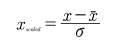 x_scaled = (x − x̄) / σ